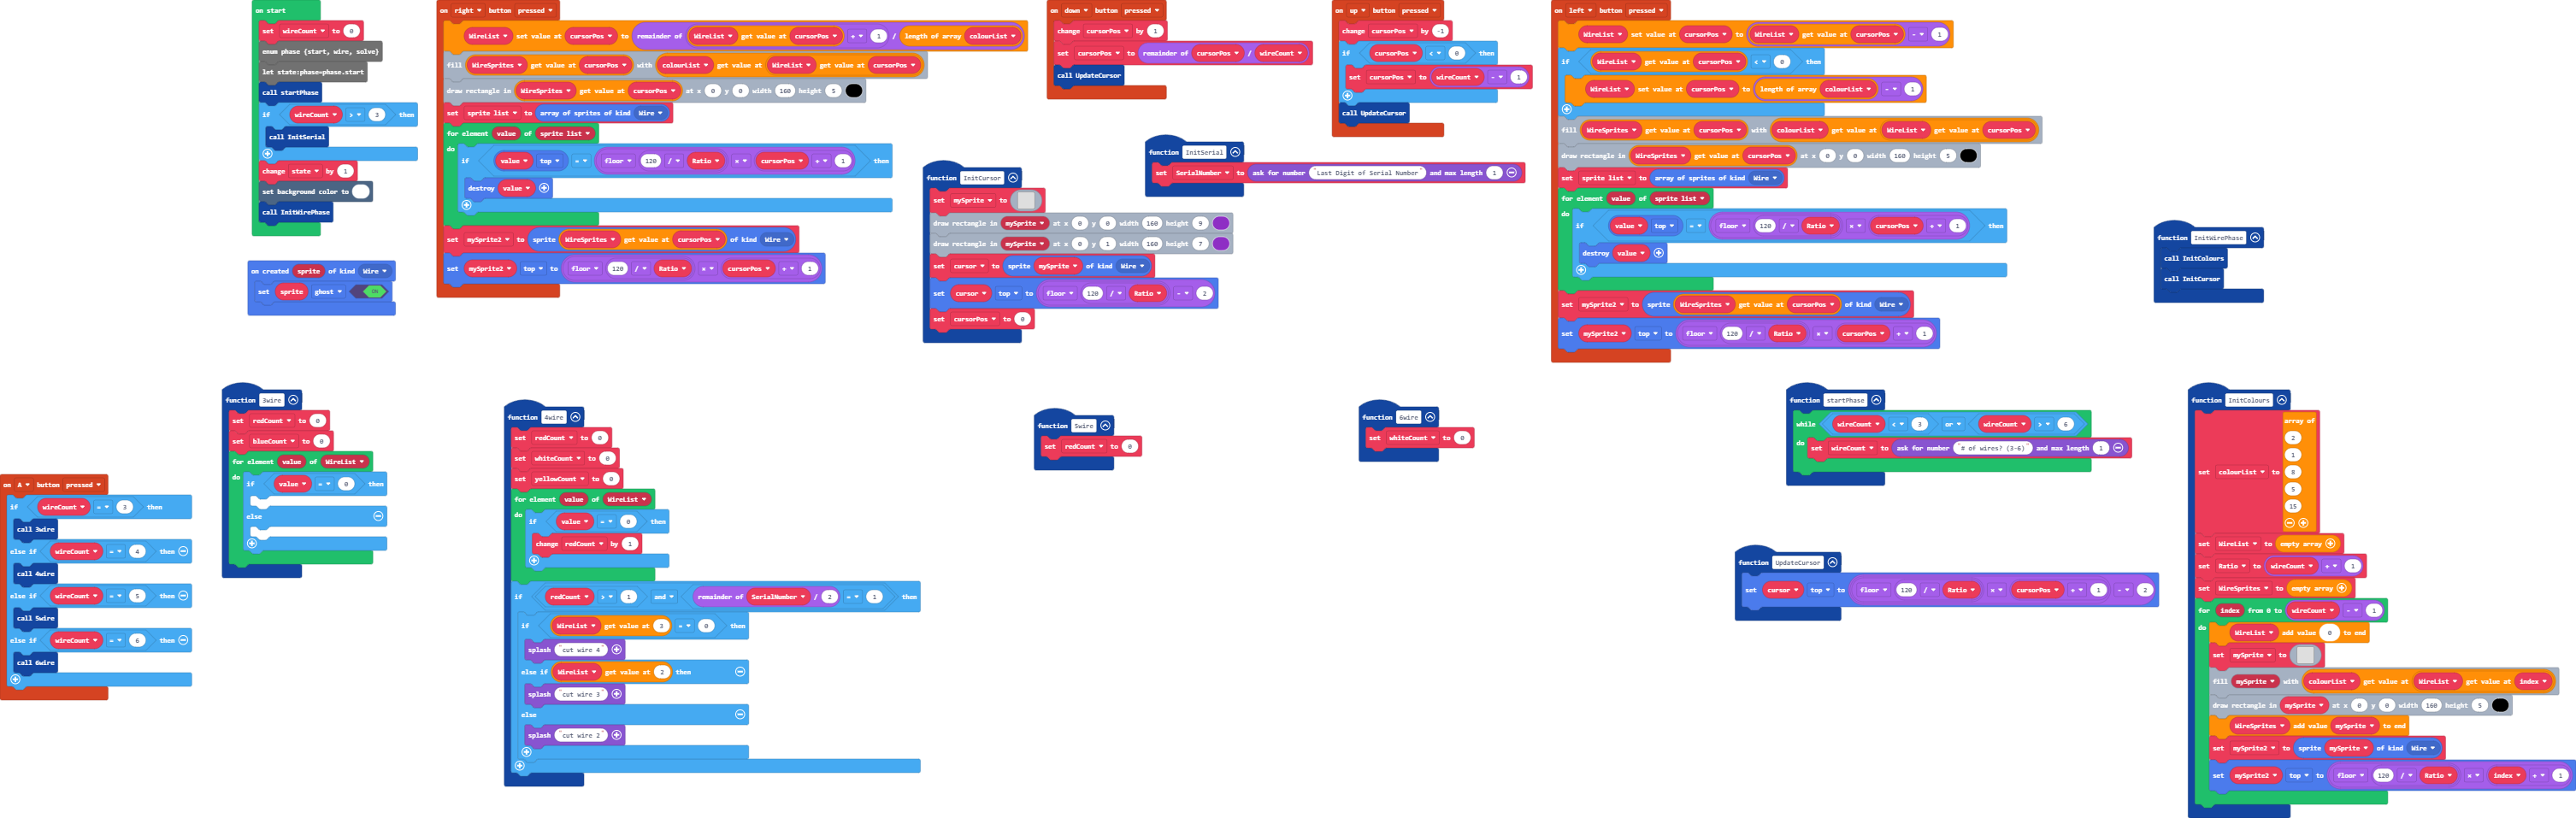 on start
set wireCount to 0
enum phase {start, wire, solve}
let state:phase=phase.start
call startPhase
if wireCount > 3 then
call InitSerial
change state by 1
set background color to
call InitWirePhase
on created sprite of kind Wire
set sprite ghost ON
on right button pressed
WireList set value at cursorPos to remainder of WireList get value at cursorPos + 1 / length of array colourList
fill WireSprites get value at cursorPos with colourList get value at WireList get value at cursorPos
draw rectangle in WireSprites get value at cursorPos at x 0 y 0 width 160 height 5
set sprite list to array of sprites of kind Wire
for element value of sprite list
do
if value top = floor 120 / Ratio × cursorPos + 1 then
destroy value
set mySprite2 to sprite WireSprites get value at cursorPos of kind Wire
set mySprite2 top to floor 120 / Ratio × cursorPos + 1
on down button pressed
change cursorPos by 1
set cursorPos to remainder of cursorPos / wireCount
call UpdateCursor
on up button pressed
change cursorPos by -1
if cursorPos < 0 then
set cursorPos to wireCount - 1
call UpdateCursor
function InitSerial
set SerialNumber to ask for number "Last Digit of Serial Number" and max length 1
function InitCursor
set mySprite to
draw rectangle in mySprite at x 0 y 0 width 160 height 9
draw rectangle in mySprite at x 0 y 1 width 160 height 7
set cursor to sprite mySprite of kind Wire
set cursor top to floor 120 / Ratio - 2
set cursorPos to 0
on left button pressed
WireList set value at cursorPos to WireList get value at cursorPos - 1
if WireList get value at cursorPos < 0 then
WireList set value at cursorPos to length of array colourList - 1
fill WireSprites get value at cursorPos with colourList get value at WireList get value at cursorPos
draw rectangle in WireSprites get value at cursorPos at x 0 y 0 width 160 height 5
set sprite list to array of sprites of kind Wire
for element value of sprite list
do
if value top = floor 120 / Ratio × cursorPos + 1 then
destroy value
set mySprite2 to sprite WireSprites get value at cursorPos of kind Wire
set mySprite2 top to floor 120 / Ratio × cursorPos + 1
function InitWirePhase
call InitColours
call InitCursor
on A button pressed
if wireCount = 3 then
call 3wire
else if wireCount = 4 then
call 4wire
else if wireCount = 5 then
call 5wire
else if wireCount = 6 then
call 6wire
function 3wire
set redCount to 0
set blueCount to 0
for element value of WireList
do
if value = 0 then
else
function 4wire
set redCount to 0
set whiteCount to 0
set yellowCount to 0
for element value of WireList
do
if value = 0 then
change redCount by 1
if redCount > 1 and remainder of SerialNumber / 2 = 1 then
if WireList get value at 3 = 0 then
splash "cut wire 4"
else if WireList get value at 2 then
splash "cut wire 3"
else
splash "cut wire 2"
function 5wire
set redCount to 0
function 6wire
set whiteCount to 0
function startPhase
while wireCount < 3 or wireCount > 6
do
set wireCount to ask for number "# of wires? (3-6)" and max length 1
function UpdateCursor
set cursor top to floor 120 / Ratio × cursorPos + 1 - 2
function InitColours
set colourList to array of
2
1
8
5
15
set WireList to empty array
set Ratio to wireCount + 1
set WireSprites to empty array
for index from 0 to wireCount - 1
do
WireList add value 0 to end
set mySprite to
fill mySprite with colourList get value at WireList get value at index
draw rectangle in mySprite at x 0 y 0 width 160 height 5
WireSprites add value mySprite to end
set mySprite2 to sprite mySprite of kind Wire
set mySprite2 top to floor 120 / Ratio × index + 1